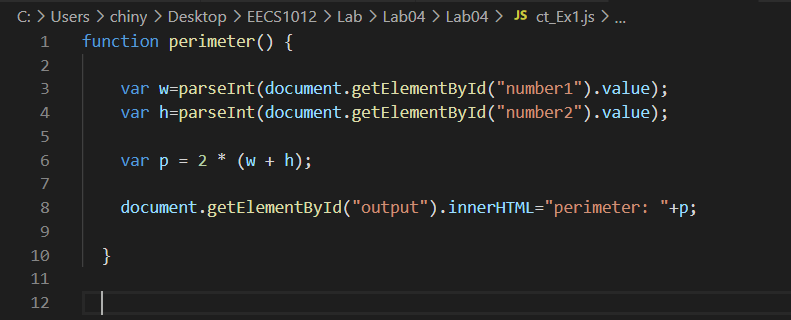 C: > Users > chiny > Desktop > EECS1012 > Lab > Lab04 > Lab04 > JS ct_Ex1.js > ...
1 function perimeter() {
2
3 var w=parseInt(document.getElementById("number1").value);
4 var h=parseInt(document.getElementById("number2").value);
5
6 var p = 2 * (w + h);
7
8 document.getElementById("output").innerHTML="perimeter: "+p;
9
10 }
11
12